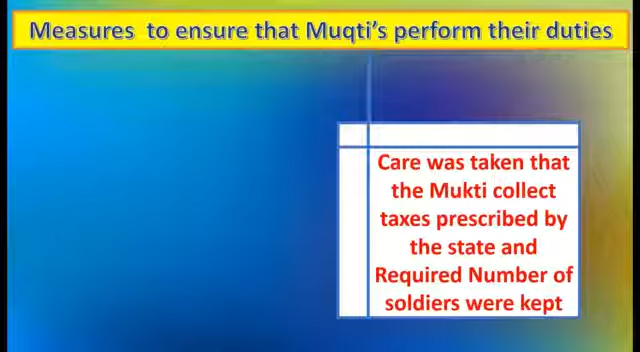 Measures  to ensure that Muqti’s perform their duties
Care was taken that
the Mukti collect
taxes prescribed by
the state and
Required Number of
soldiers were kept